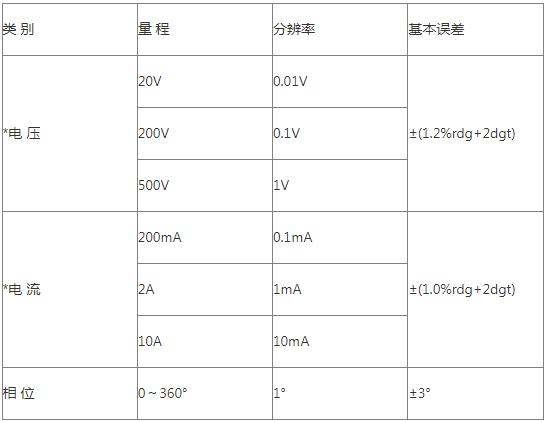 类 别 量 程 分辨率 基本误差
20V 0.01V
*电 压 200V 0.1V ±(1.2%rdg+2dgt)
500V 1V
200mA 0.1mA
*电 流 2A 1mA ±(1.0%rdg+2dgt)
10A 10mA
相 位 0～360° 1° ±3°